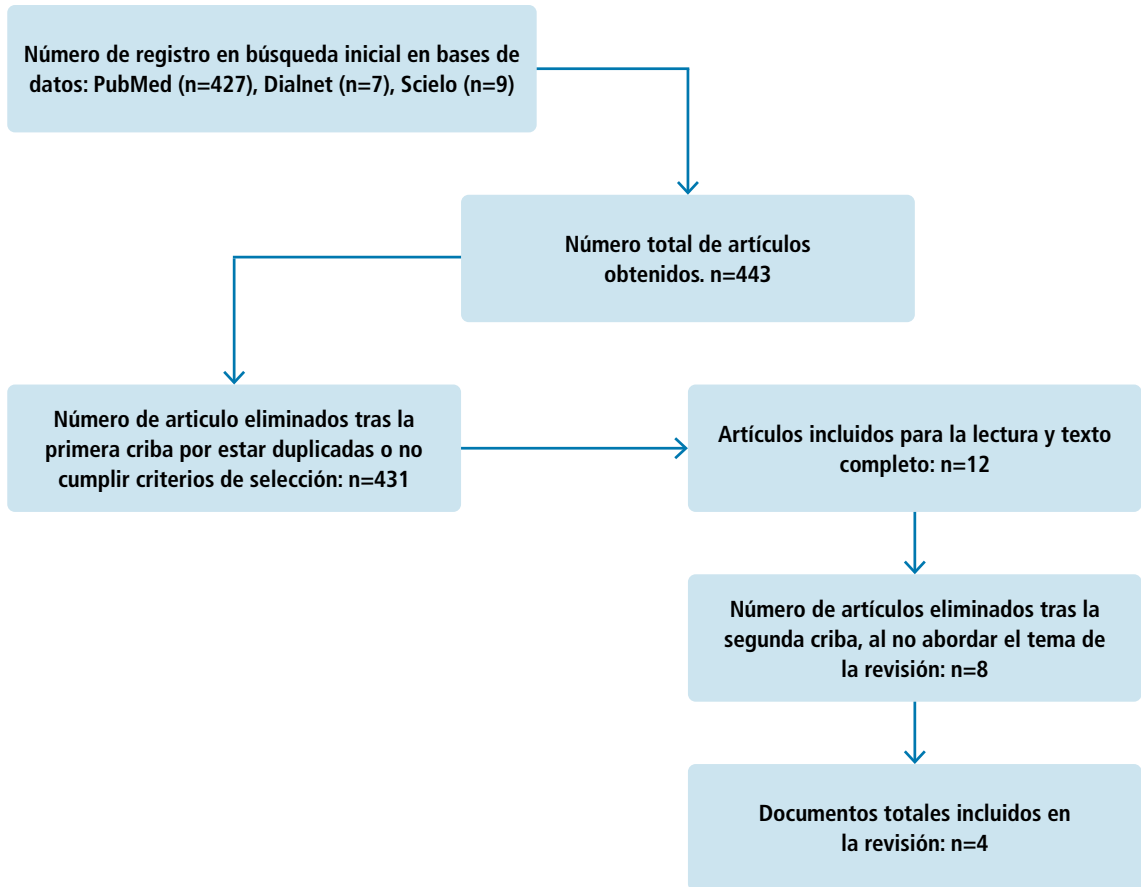 Número de registro en búsqueda inicial en bases de
datos: PubMed (n=427), Dialnet (n=7), Scielo (n=9)
Número total de artículos
obtenidos. n=443
Número de articulo eliminados tras la
primera criba por estar duplicadas o no
cumplir criterios de selección: n=431
Artículos incluidos para la lectura y texto
completo: n=12
Número de artículos eliminados tras la
segunda criba, al no abordar el tema de
la revisión: n=8
Documentos totales incluidos en
la revisión: n=4